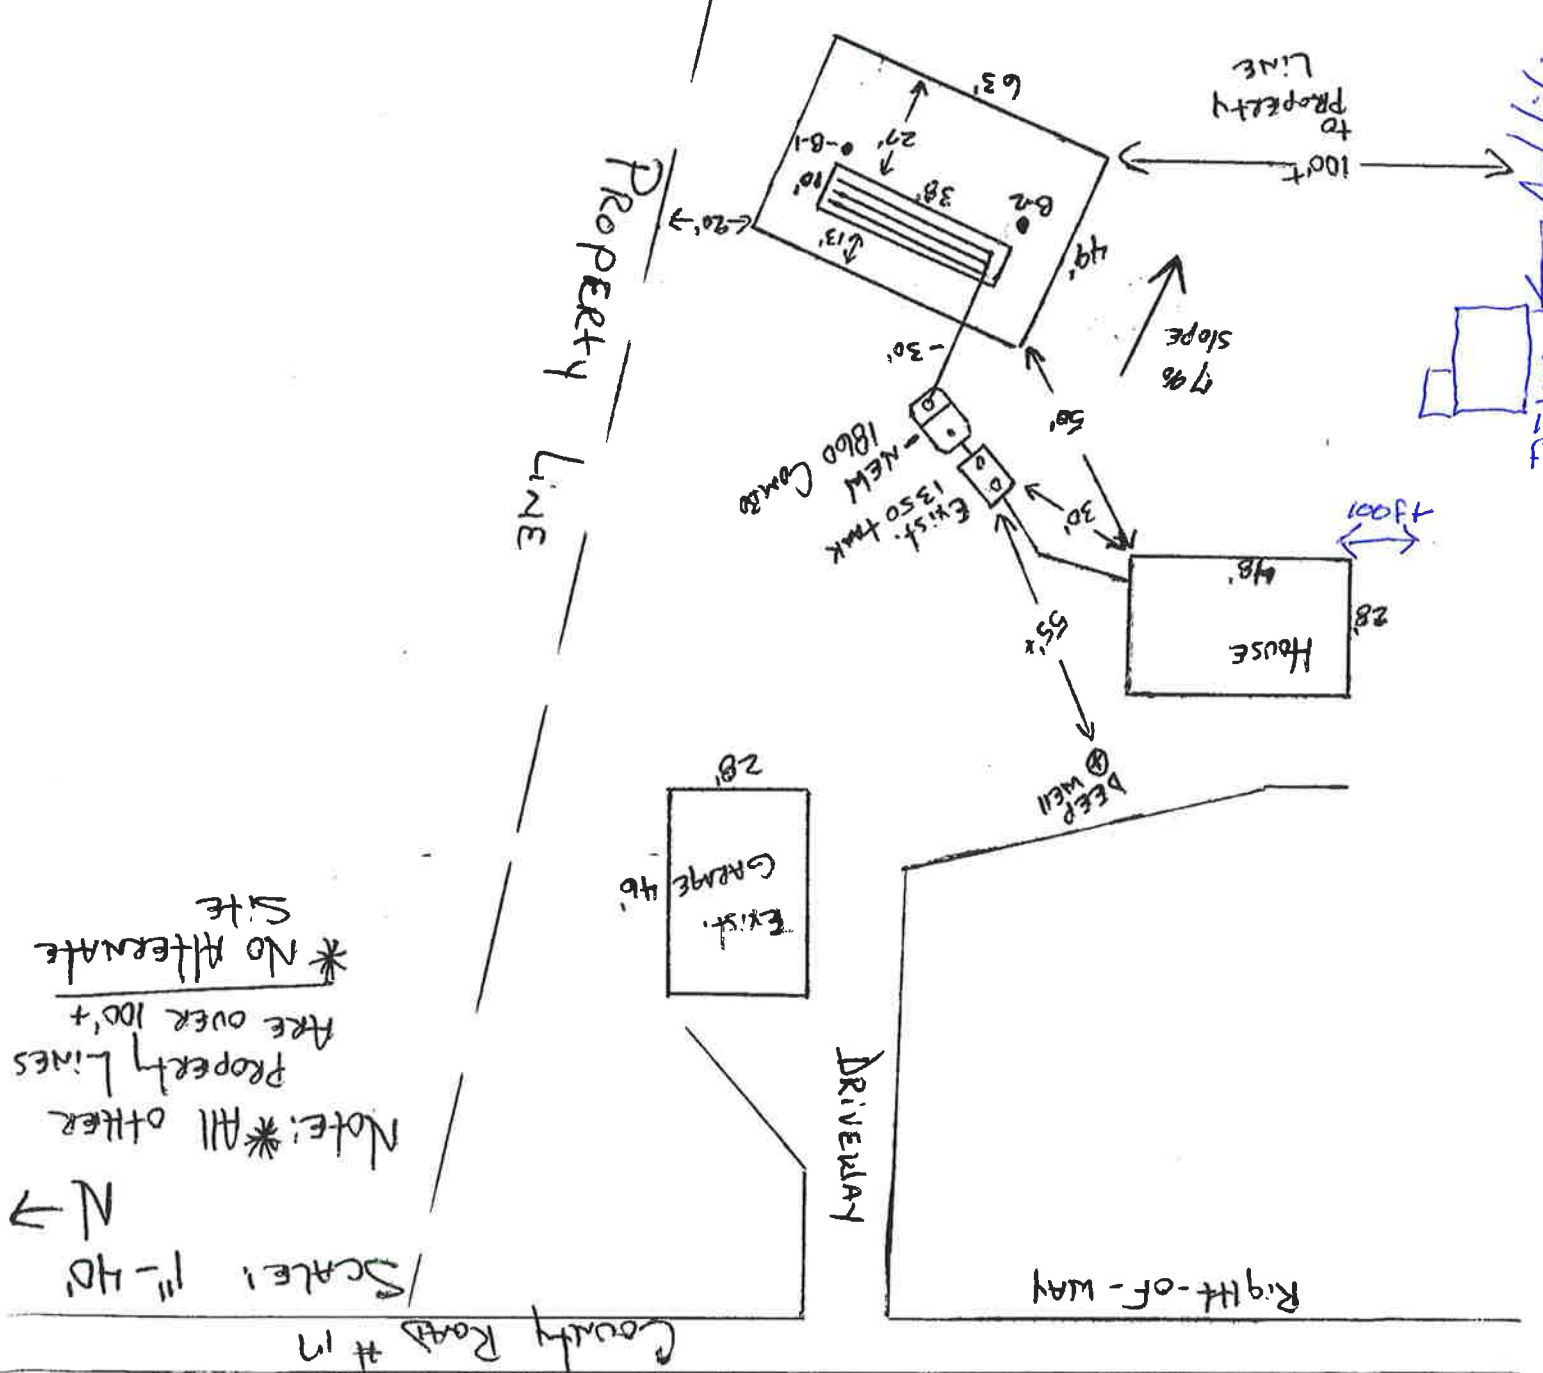 County Road #17
Right-of-way
Scale: 1"-40'
N
Note: *All other
Property Lines
are over 100'+
*No Alternate
Site
Driveway
Exist.
Garage
46'
28'
Deep
Well
55'±
House
28'
48'
100ft
30'
50'
Exist.
1350 tank
-New
1860 Combo
-30'
7%
Slope
Property Line
20'
13'
38'
10'
27'
B-1
B-2
49'
63'
100'±
to
Property
Line